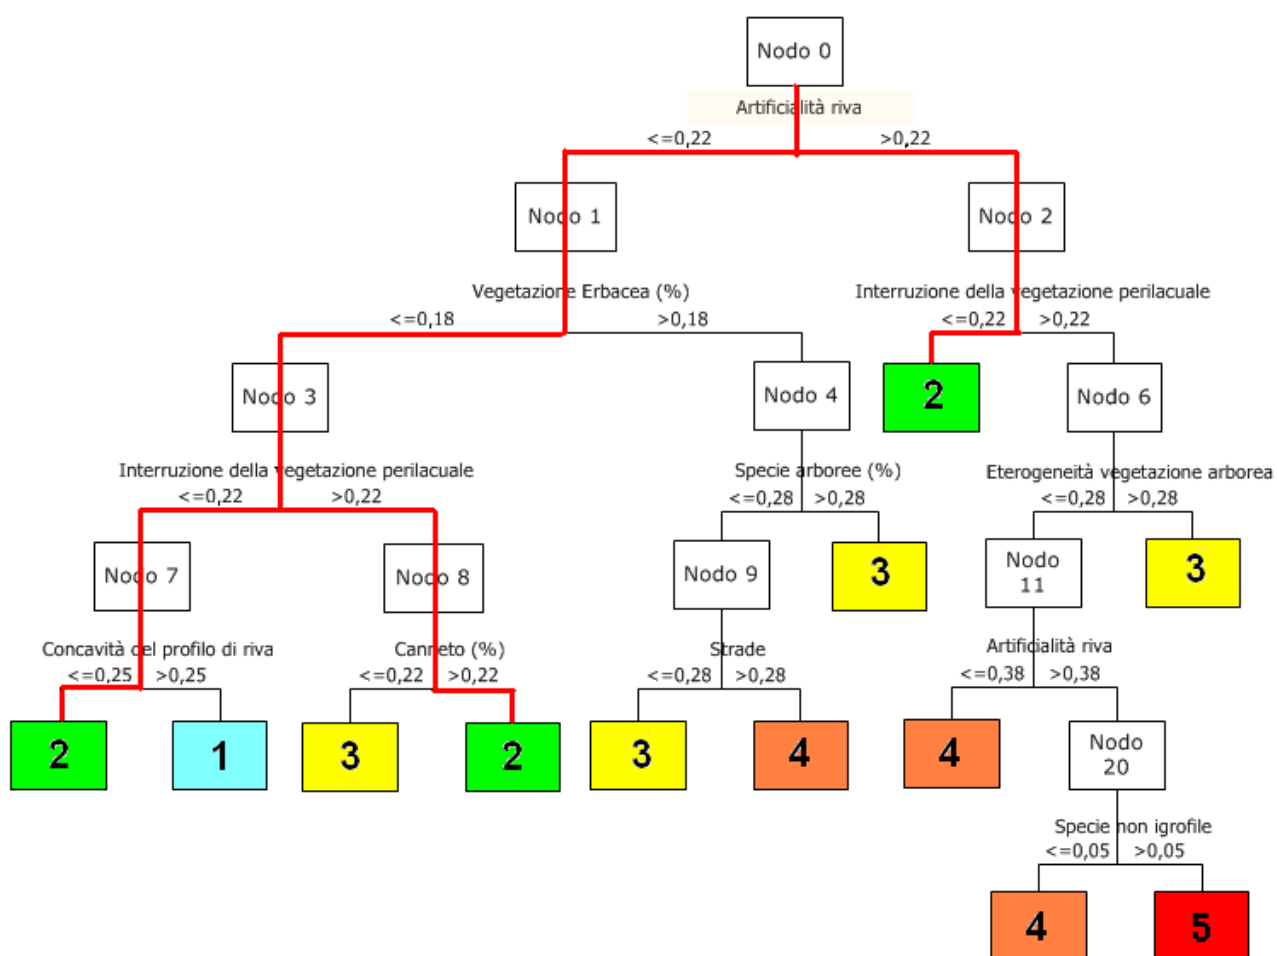 Nodo 0
Artificialità riva
<=0,22 >0,22
Nodo 1 Nodo 2
Vegetazione Erbacea (%) Interruzione della vegetazione perilacuale
<=0,18 >0,18 <=0,22 >0,22
Nodo 3 Nodo 4 2 Nodo 6
Interruzione della vegetazione perilacuale Specie arboree (%) Eterogeneità vegetazione arborea
<=0,22 >0,22 <=0,28 >0,28 <=0,28 >0,28
Nodo 7 Nodo 8 Nodo 9 3 Nodo 3
11
Concavità del profilo di riva Canneto (%) Strade Artificialità riva
<=0,25 >0,25 <=0,22 >0,22 <=0,28 >0,28 <=0,38 >0,38
2 1 3 2 3 4 4 Nodo
20
Specie non igrofile
<=0,05 >0,05
4 5